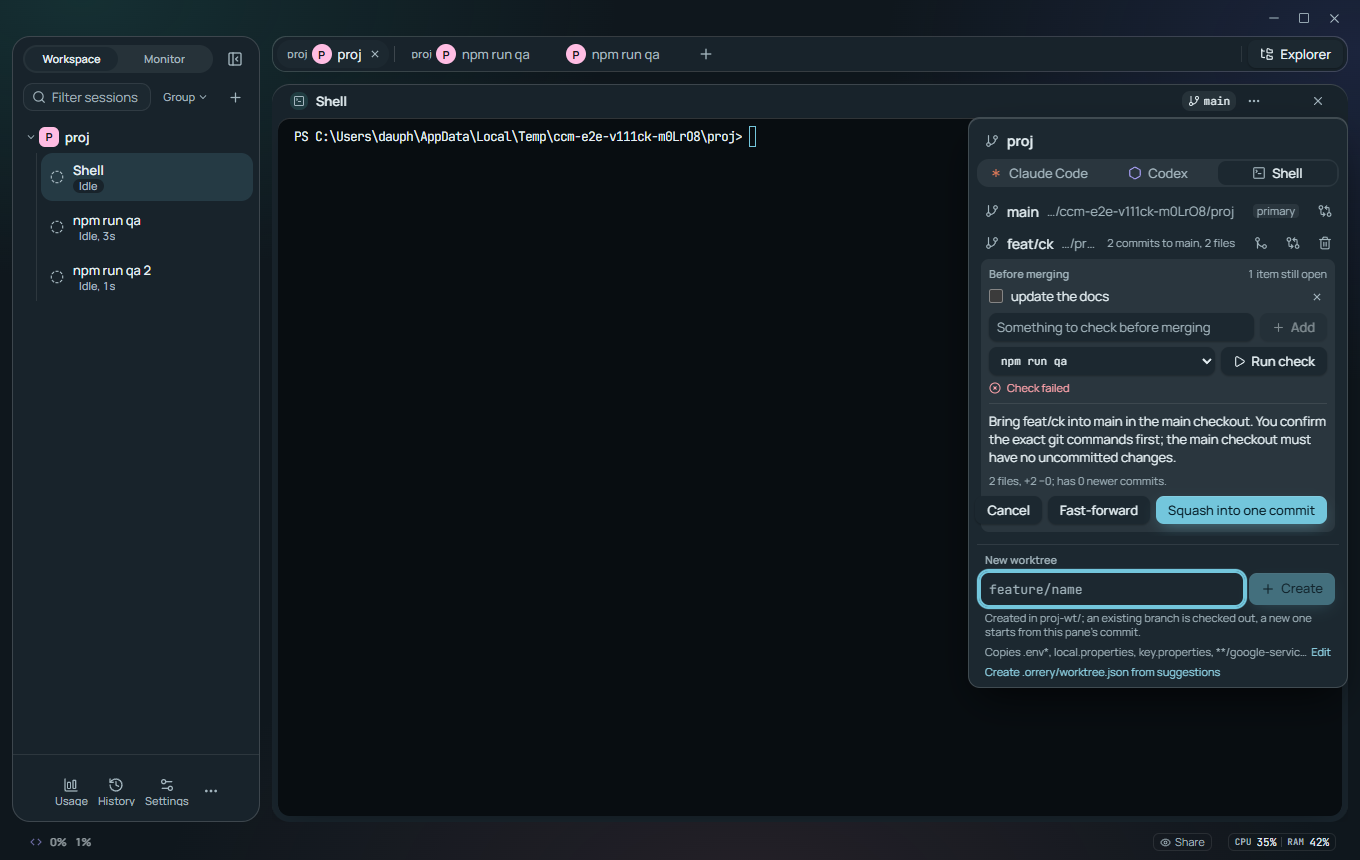 Workspace
Monitor
Filter sessions
Group
P proj
Shell
Idle
npm run qa
Idle, 3s
npm run qa 2
Idle, 1s
Usage
History
Settings
0% 1%
proj P proj
proj P npm run qa
P npm run qa
Explorer
Shell
main
PS C:\Users\dauph\AppData\Local\Temp\ccm-e2e-v111ck-m0LrO8\proj>
proj
Claude Code
Codex
Shell
main …/ccm-e2e-v111ck-m0LrO8/proj primary
feat/ck …/pr… 2 commits to main, 2 files
Before merging 1 item still open
update the docs
Something to check before merging
Add
npm run qa
Run check
Check failed
Bring feat/ck into main in the main checkout. You confirm
the exact git commands first; the main checkout must
have no uncommitted changes.
2 files, +2 −0; has 0 newer commits.
Cancel
Fast-forward
Squash into one commit
New worktree
feature/name
Create
Created in proj-wt/; an existing branch is checked out, a new one
starts from this pane's commit.
Copies .env*, local.properties, key.properties, **/google-servic… Edit
Create .orrery/worktree.json from suggestions
Share
CPU 35% RAM 42%